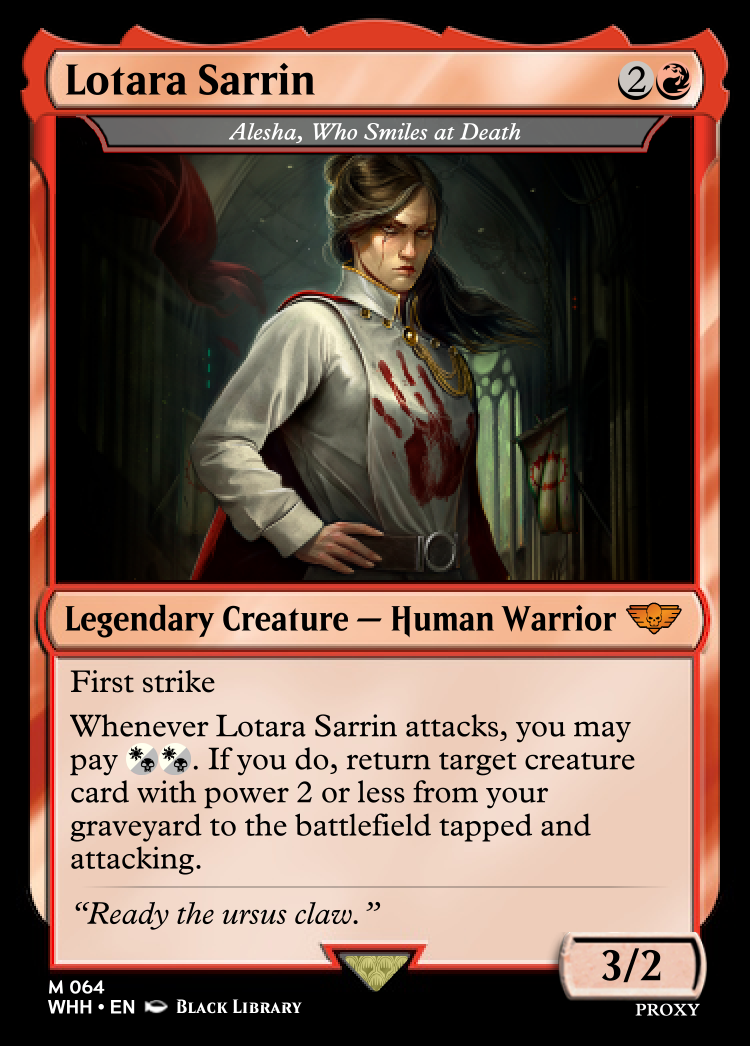 Lotara Sarrin 2
Alesha, Who Smiles at Death
Legendary Creature — Human Warrior
First strike
Whenever Lotara Sarrin attacks, you may
pay . If you do, return target creature
card with power 2 or less from your
graveyard to the battlefield tapped and
attacking.
“Ready the ursus claw.”
3/2
M 064
WHH • EN Black Library
PROXY